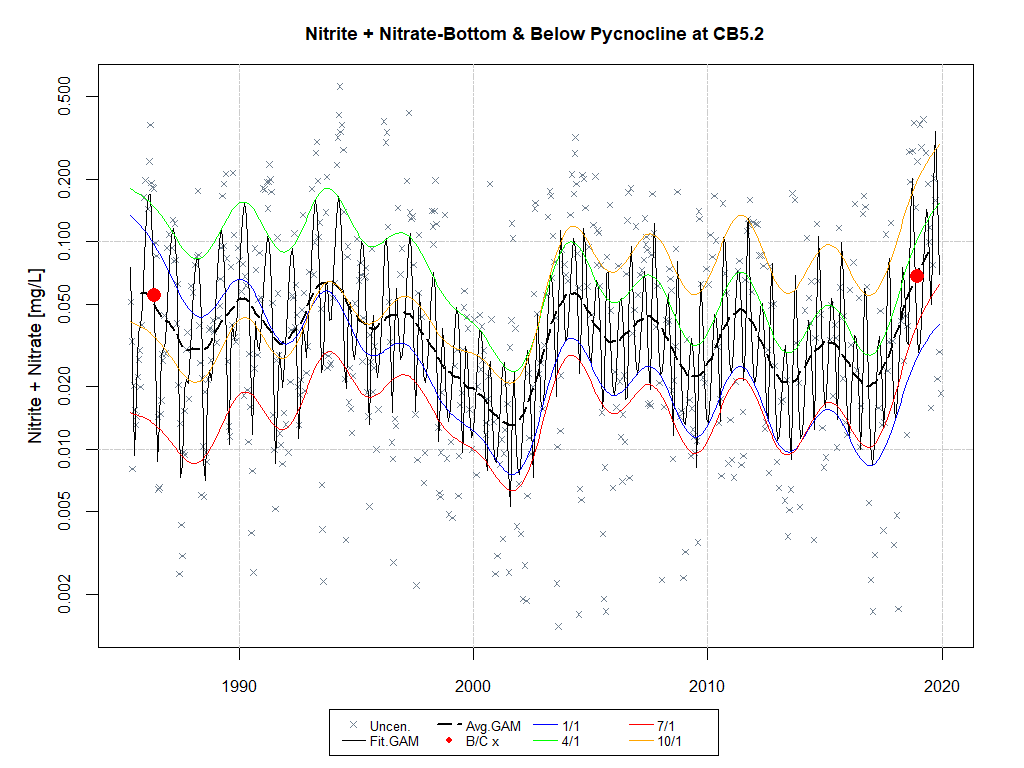 Nitrite + Nitrate-Bottom & Below Pycnocline at CB5.2
Nitrite + Nitrate [mg/L]
0.500
0.200
0.100
0.050
0.020
0.010
0.005
0.002
1990 2000 2010 2020
Uncen. Avg.GAM 1/1 7/1
Fit.GAM B/C x 4/1 10/1